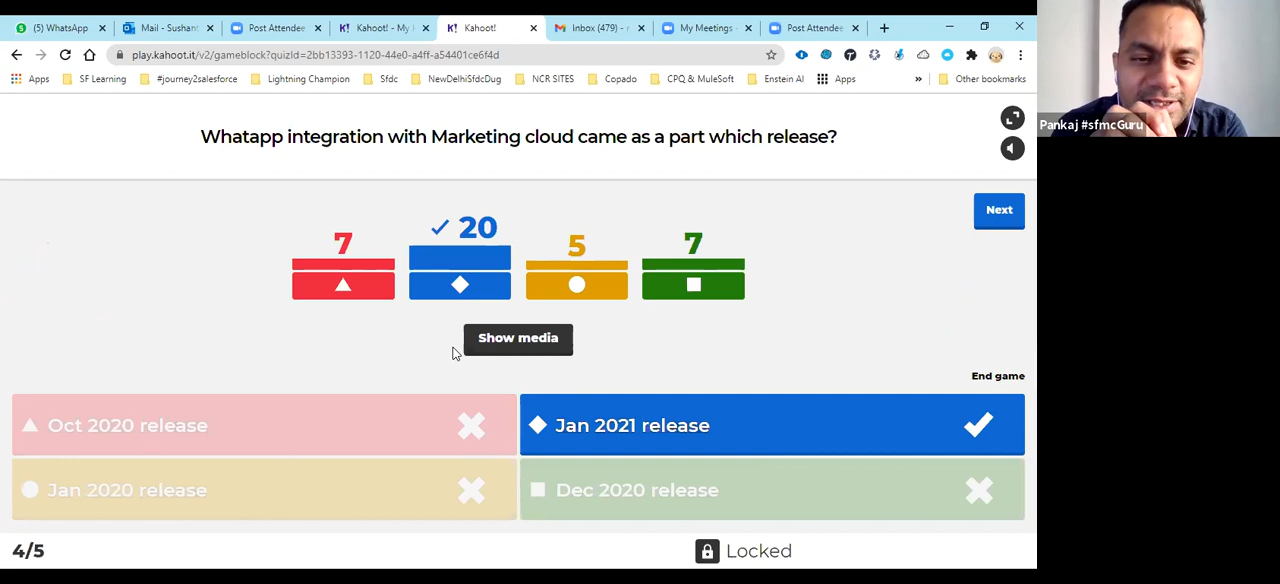 (5) WhatsApp
Mail - Sushant
Post Attendee
K! Kahoot! - My
K! Kahoot!
Inbox (479) -
My Meetings -
Post Attendee
play.kahoot.it/v2/gameblock?quizId=2bb13393-1120-44e0-a4ff-a54401ce6f4d
Apps
SF Learning
#journey2salesforce
Lightning Champion
Sfdc
NewDelhiSfdcDug
NCR SITES
Copado
CPQ & MuleSoft
Enstein AI
Apps
»
Other bookmarks
Pankaj #sfmcGuru
Whatapp integration with Marketing cloud came as a part which release?
Next
7
20
5
7
Show media
End game
Oct 2020 release
Jan 2021 release
Jan 2020 release
Dec 2020 release
4/5
Locked